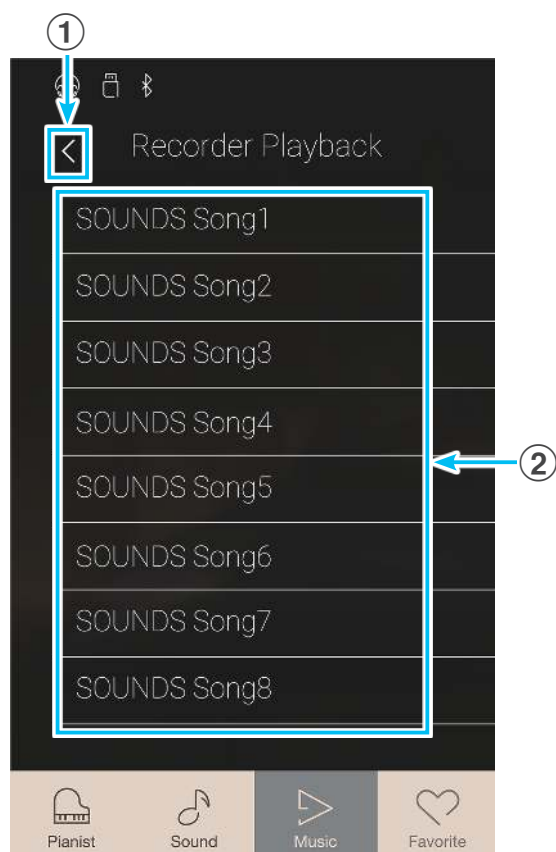 ①
Recorder Playback
SOUNDS Song1
SOUNDS Song2
SOUNDS Song3
SOUNDS Song4
②
SOUNDS Song5
SOUNDS Song6
SOUNDS Song7
SOUNDS Song8
Pianist Sound Music Favorite